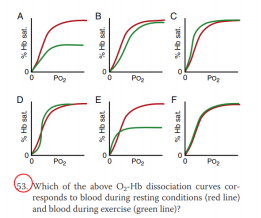 A B C
% Hb sat. % Hb sat. % Hb sat.
0 0 0
Po2 Po2 Po2
D E F
% Hb sat. % Hb sat. % Hb sat.
0 0 0
Po2 Po2 Po2
53. Which of the above O2-Hb dissociation curves cor-
responds to blood during resting conditions (red line)
and blood during exercise (green line)?